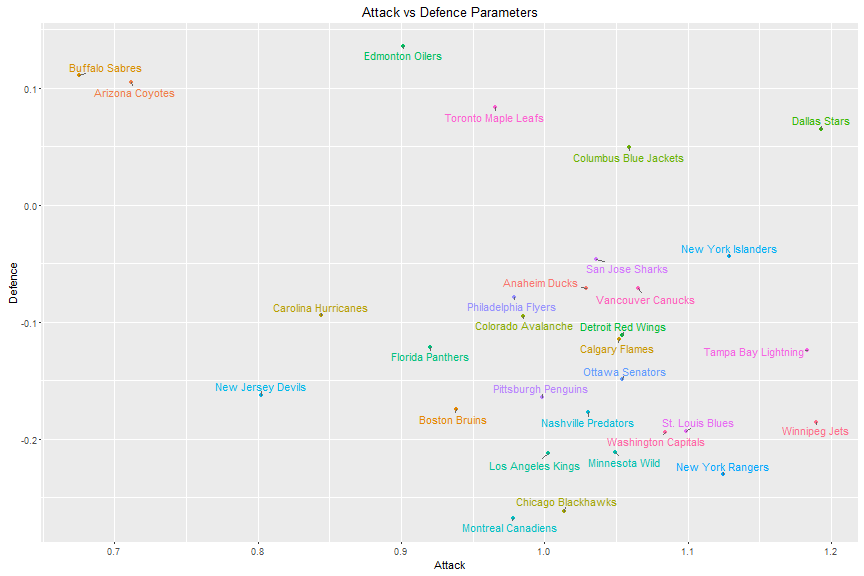 Attack vs Defence Parameters
Edmonton Oilers
Buffalo Sabres
Arizona Coyotes
Toronto Maple Leafs
Dallas Stars
Columbus Blue Jackets
New York Islanders
San Jose Sharks
Anaheim Ducks
Vancouver Canucks
Philadelphia Flyers
Carolina Hurricanes
Colorado Avalanche
Detroit Red Wings
Calgary Flames
Tampa Bay Lightning
Florida Panthers
Ottawa Senators
New Jersey Devils
Pittsburgh Penguins
Boston Bruins
Nashville Predators
St. Louis Blues
Winnipeg Jets
Washington Capitals
Los Angeles Kings
Minnesota Wild
New York Rangers
Chicago Blackhawks
Montreal Canadiens
0.1
0.0
-0.1
-0.2
Defence
0.7
0.8
0.9
1.0
1.1
1.2
Attack